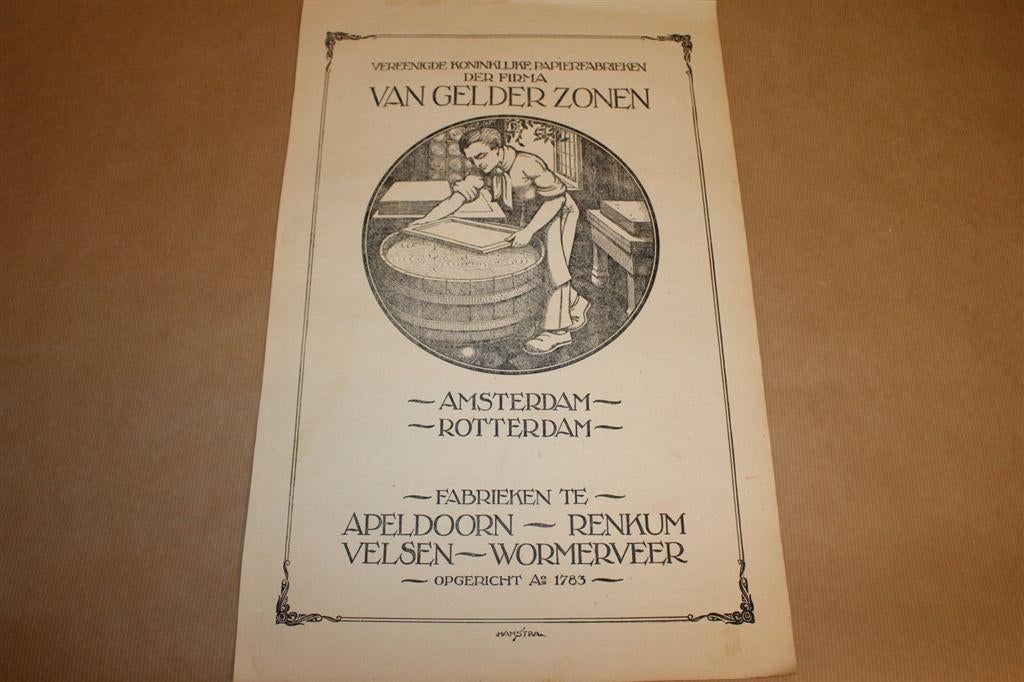 VEREENIGDE KONINKLIJKE PAPIERFABRIEKEN
DER FIRMA
VAN GELDER ZONEN
~ AMSTERDAM ~
~ ROTTERDAM ~
~ FABRIEKEN TE ~
APELDOORN ~ RENKUM
VELSEN ~ WORMERVEER
~ OPGERICHT Aº 1783 ~
HAMSTRA